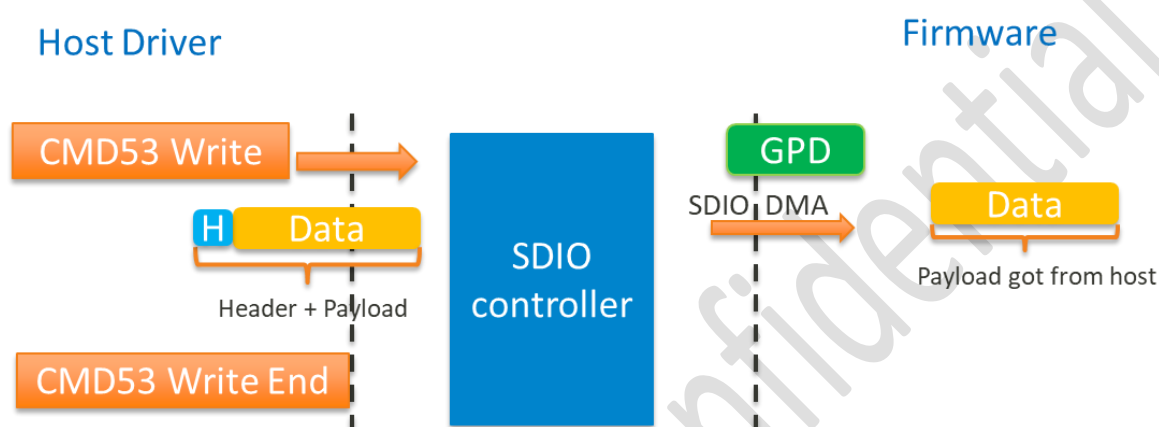 Host Driver
Firmware
CMD53 Write
GPD
SDIO DMA
H
Data
Data
SDIO
controller
Header + Payload
Payload got from host
CMD53 Write End